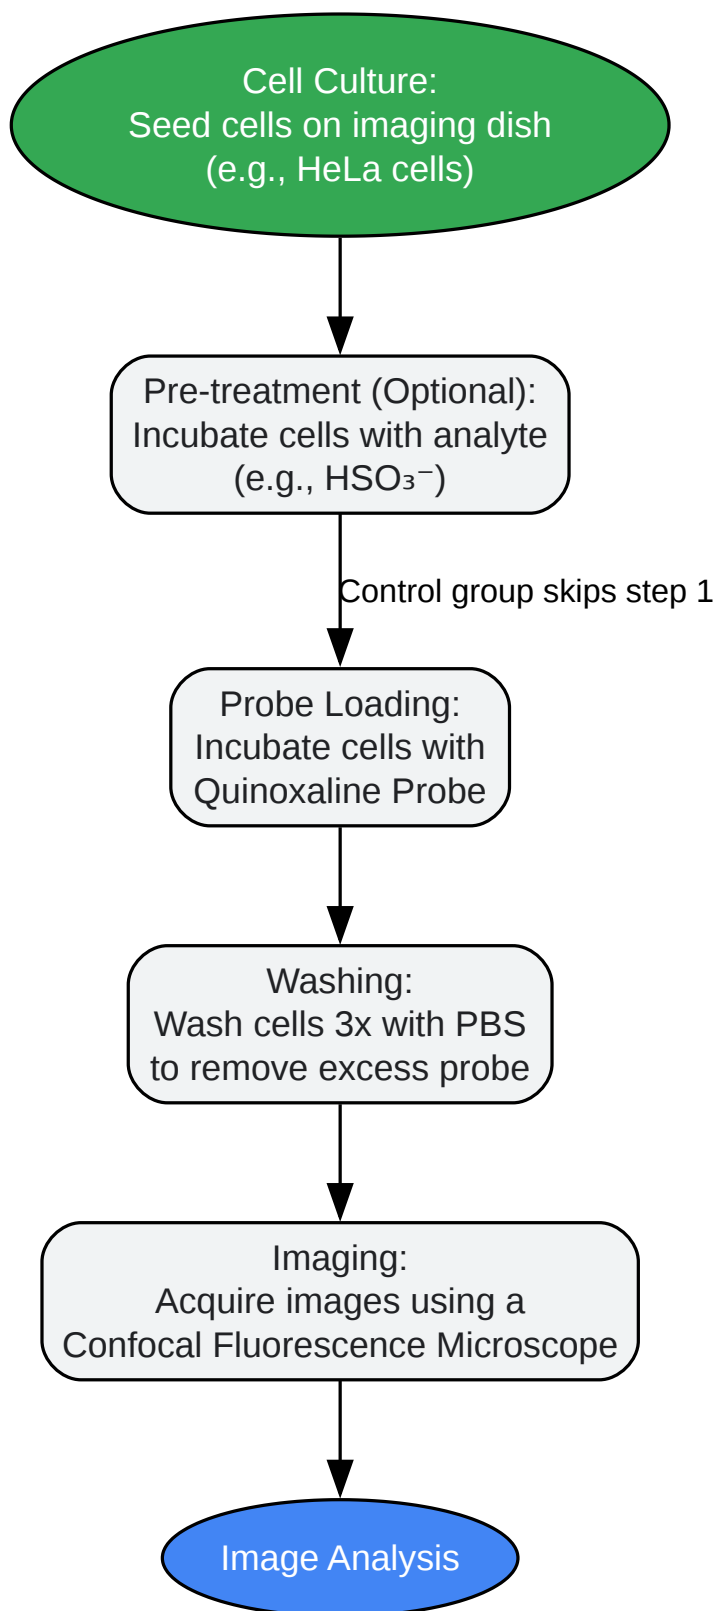 Cell Culture:
Seed cells on imaging dish
(e.g., HeLa cells)
Pre-treatment (Optional):
Incubate cells with analyte
(e.g., HSO₃⁻)
Control group skips step 1
Probe Loading:
Incubate cells with
Quinoxaline Probe
Washing:
Wash cells 3x with PBS
to remove excess probe
Imaging:
Acquire images using a
Confocal Fluorescence Microscope
Image Analysis